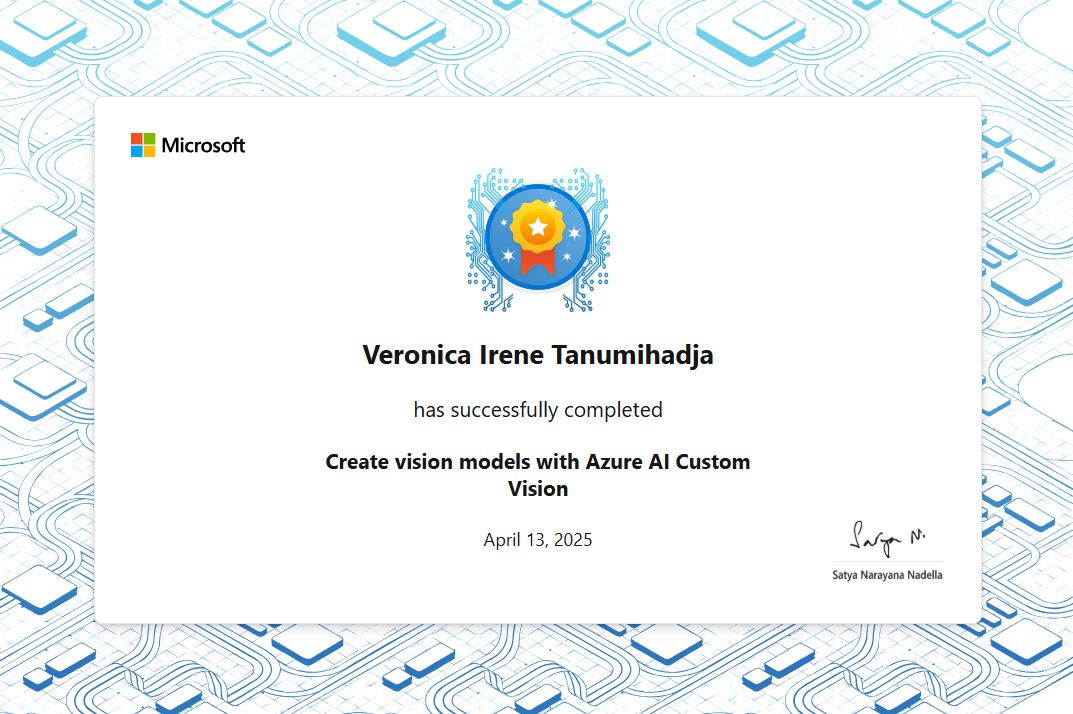 Microsoft
Veronica Irene Tanumihadja
has successfully completed
Create vision models with Azure AI Custom
Vision
April 13, 2025
Satya N.
Satya Narayana Nadella